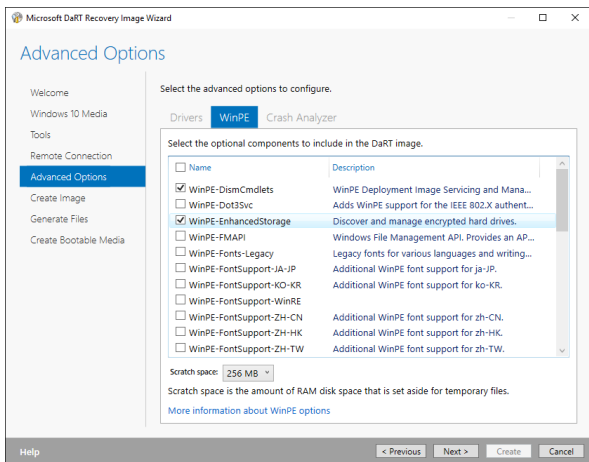 Microsoft DaRT Recovery Image Wizard
Advanced Options
Welcome
Windows 10 Media
Tools
Remote Connection
Advanced Options
Create Image
Generate Files
Create Bootable Media
Select the advanced options to configure.
Drivers WinPE Crash Analyzer
Select the optional components to include in the DaRT image.
Name Description
WinPE-DismCmdlets WinPE Deployment Image Servicing and Mana...
WinPE-Dot3Svc Adds WinPE support for the IEEE 802.X authent...
WinPE-EnhancedStorage Discover and manage encrypted hard drives.
WinPE-FMAPI Windows File Management API. Provides an AP...
WinPE-Fonts-Legacy Legacy fonts for various languages and writing...
WinPE-FontSupport-JA-JP Additional WinPE font support for ja-JP.
WinPE-FontSupport-KO-KR Additional WinPE font support for ko-KR.
WinPE-FontSupport-WinRE
WinPE-FontSupport-ZH-CN Additional WinPE font support for zh-CN.
WinPE-FontSupport-ZH-HK Additional WinPE font support for zh-HK.
WinPE-FontSupport-ZH-TW Additional WinPE font support for zh-TW.
Scratch space: 256 MB
Scratch space is the amount of RAM disk space that is set aside for temporary files.
More information about WinPE options
Help < Previous Next > Create Cancel